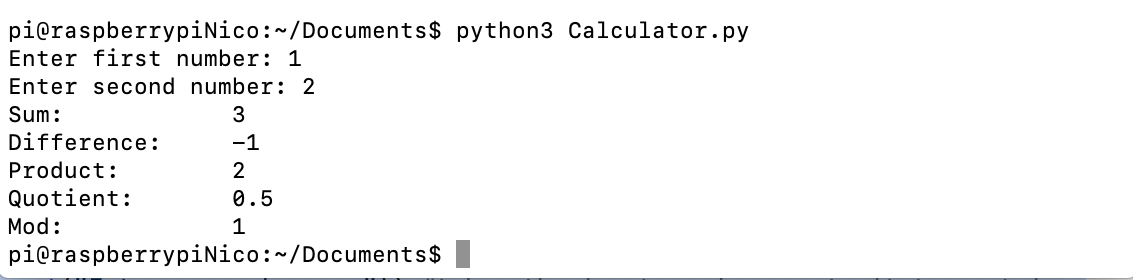 pi@raspberrypiNico:~/Documents$ python3 Calculator.py
Enter first number: 1
Enter second number: 2
Sum:            3
Difference:     -1
Product:        2
Quotient:       0.5
Mod:            1
pi@raspberrypiNico:~/Documents$